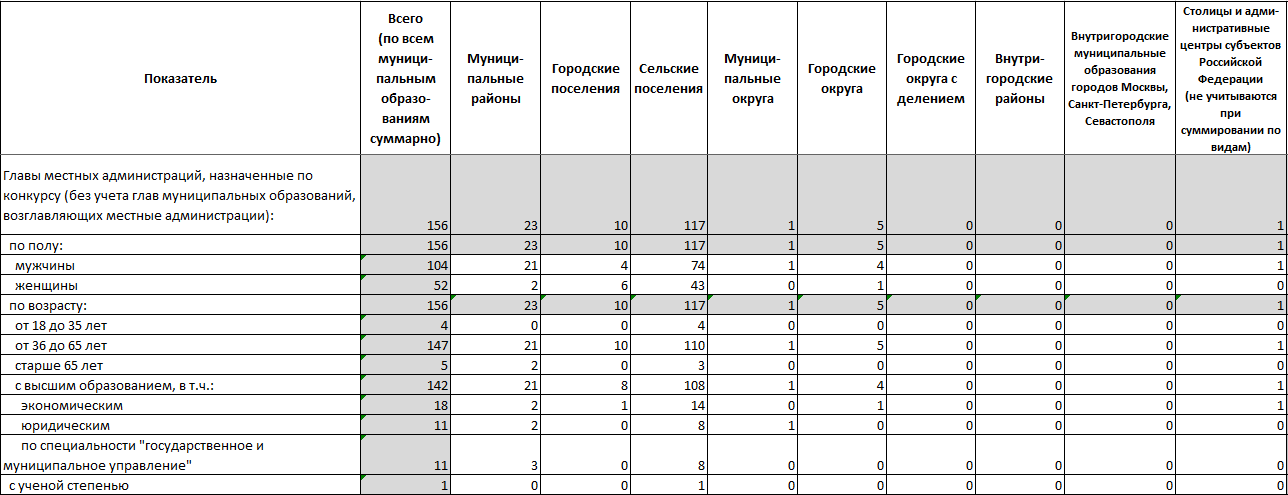 Показатель
Всего
(по всем
муници-
пальным
образо-
ваниям
суммарно)
Муници-
пальные
районы
Городские
поселения
Сельские
поселения
Муници-
пальные
округа
Городские
округа
Городские
округа с
делением
Внутри-
городские
районы
Внутригородские
муниципальные
образования
городов Москвы,
Санкт-Петербурга,
Севастополя
Столицы и адми-
нистративные
центры субъектов
Российской
Федерации
(не учитываются
при
суммировании по
видам)
Главы местных администраций, назначенные по
конкурсу (без учета глав муниципальных образований,
возглавляющих местные администрации):
156 23 10 117 1 5 0 0 0 1
по полу: 156 23 10 117 1 5 0 0 0 1
мужчины 104 21 4 74 1 4 0 0 0 1
женщины 52 2 6 43 0 1 0 0 0 0
по возрасту: 156 23 10 117 1 5 0 0 0 1
от 18 до 35 лет 4 0 0 4 0 0 0 0 0 0
от 36 до 65 лет 147 21 10 110 1 5 0 0 0 1
старше 65 лет 5 2 0 3 0 0 0 0 0 0
с высшим образованием, в т.ч.: 142 21 8 108 1 4 0 0 0 1
экономическим 18 2 1 14 0 1 0 0 0 1
юридическим 11 2 0 8 1 0 0 0 0 0
по специальности "государственное и
муниципальное управление" 11 3 0 8 0 0 0 0 0 0
с ученой степенью 1 0 0 1 0 0 0 0 0 0